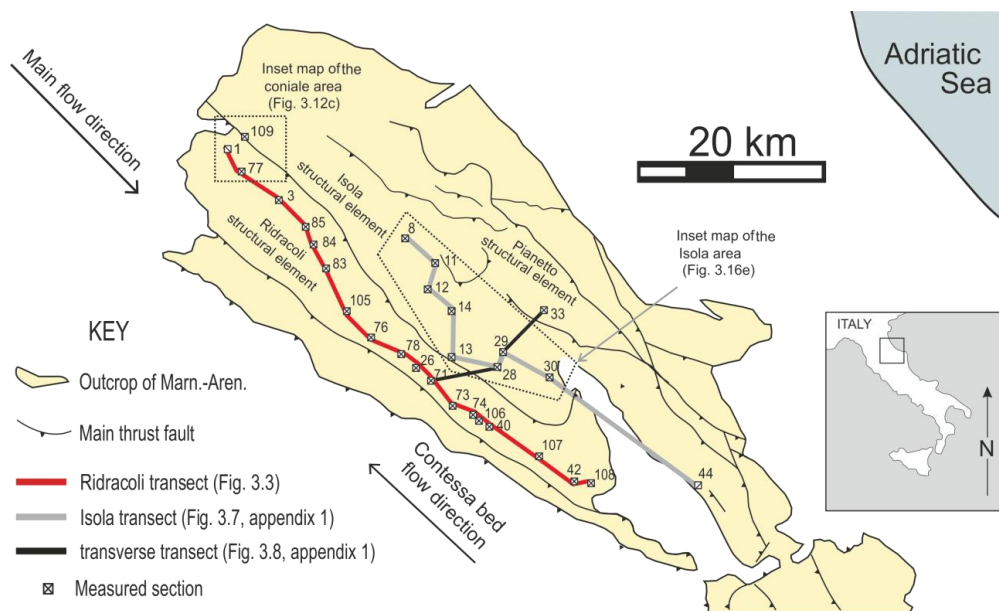 Main flow direction
Inset map of the
coniale area
(Fig. 3.12c)
Adriatic
Sea
20 km
109
1
77
3
85
84
83
105
76
78
26
71
73
74
106
40
107
42
108
8
11
12
14
13
29
28
33
30
44
Isola
structural element
Ridracoli
structural element
Pianetto
structural element
Inset map of the
Isola area
(Fig. 3.16e)
Contessa bed
flow direction
ITALY
N
KEY
Outcrop of Marn.-Aren.
Main thrust fault
Ridracoli transect (Fig. 3.3)
Isola transect (Fig. 3.7, appendix 1)
transverse transect (Fig. 3.8, appendix 1)
Measured section